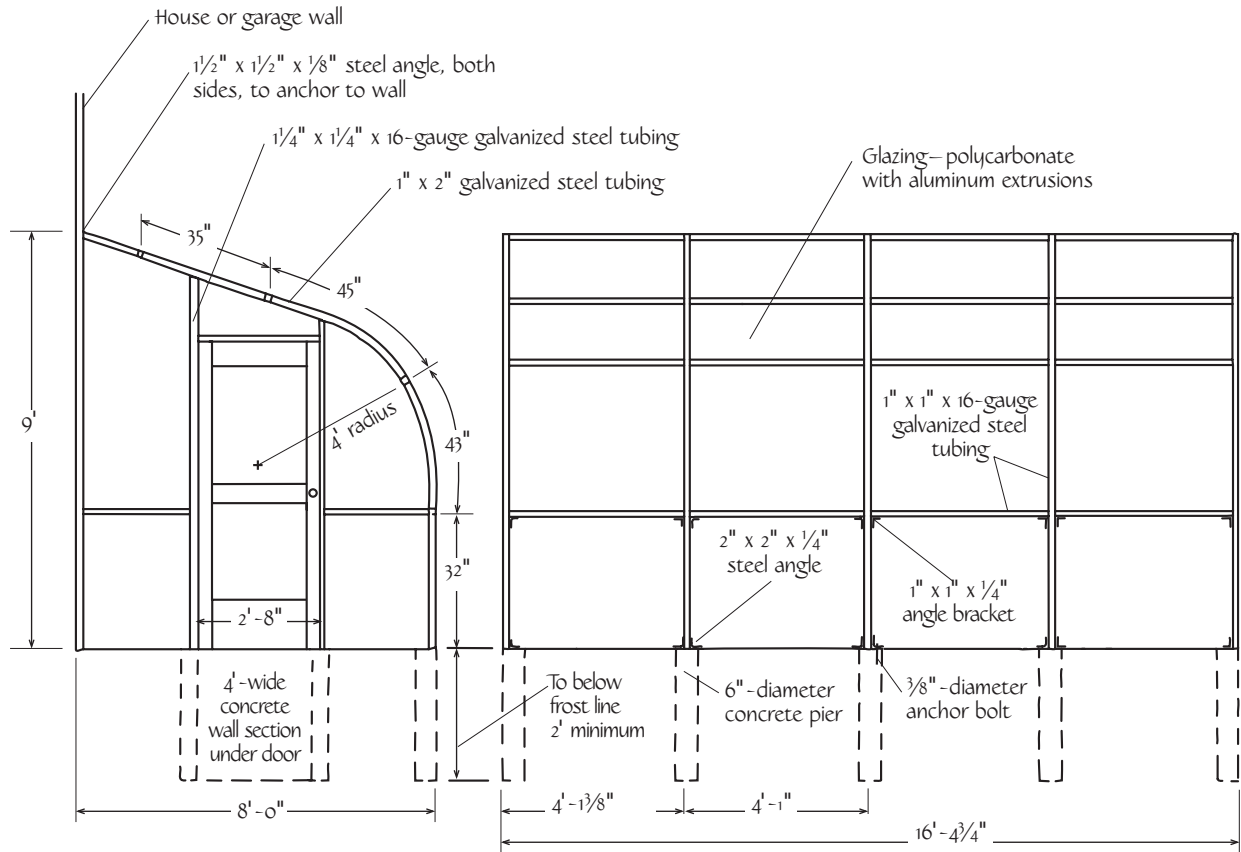 House or garage wall
1½" x 1½" x ⅛" steel angle, both
sides, to anchor to wall
1¼" x 1¼" x 16-gauge galvanized steel tubing
1" x 2" galvanized steel tubing
Glazing—polycarbonate
with aluminum extrusions
35"
45"
9'
4' radius
43"
1" x 1" x 16-gauge
galvanized steel
tubing
32"
2" x 2" x ¼"
steel angle
1" x 1" x ¼"
angle bracket
2'-8"
4'-wide
concrete
wall section
under door
To below
frost line
2' minimum
6"-diameter
concrete pier
⅜"-diameter
anchor bolt
8'-0"
4'-1⅜"
4'-1"
16'-4¾"